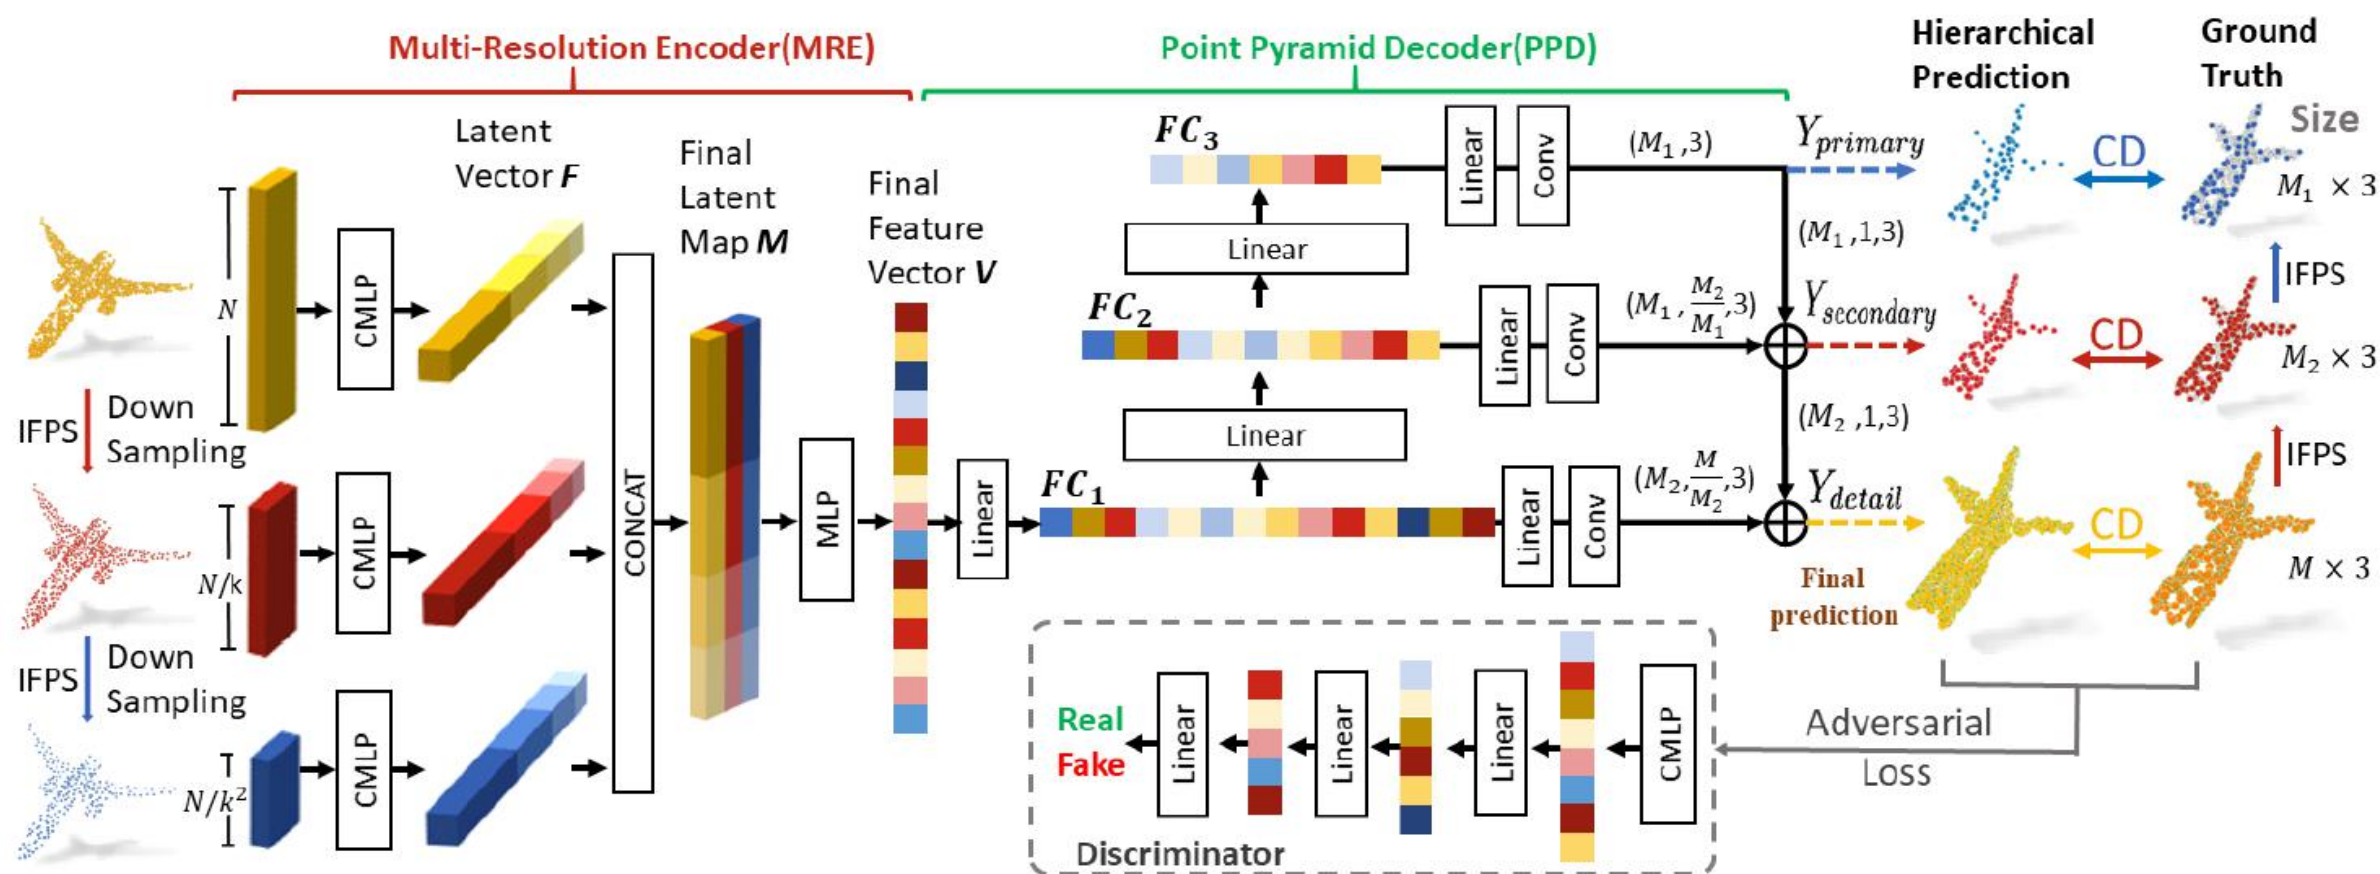 Multi-Resolution Encoder(MRE)
Point Pyramid Decoder(PPD)
Hierarchical
Prediction
Ground
Truth
Size
Latent
Vector F
Final
Latent
Map M
Final
Feature
Vector V
N
CMLP
IFPS
Down
Sampling
N/k
CMLP
IFPS
Down
Sampling
N/k²
CMLP
CONCAT
MLP
Linear
FC₃
Linear
Conv
(M₁,3)
Y_primary
CD
M₁ × 3
Linear
(M₁,1,3)
IFPS
FC₂
Linear
Conv
(M₁, M₂/M₁, 3)
Y_secondary
CD
M₂ × 3
Linear
(M₂,1,3)
IFPS
FC₁
Linear
Conv
(M₂, M/M₂, 3)
Y_detail
CD
M × 3
Final
prediction
Real
Fake
Linear
Linear
Linear
CMLP
Discriminator
Adversarial
Loss